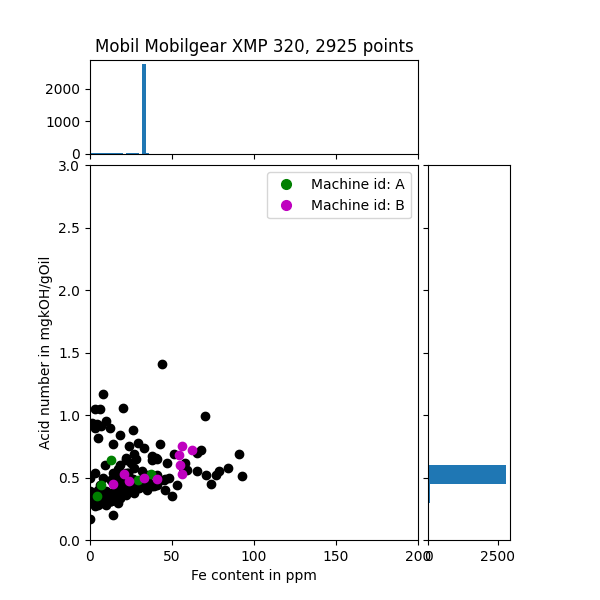 Mobil Mobilgear XMP 320, 2925 points
2000
1000
0
3.0
2.5
2.0
1.5
1.0
0.5
0.0
Acid number in mgkOH/gOil
Machine id: A
Machine id: B
0 50 100 150 200
0 2500
Fe content in ppm